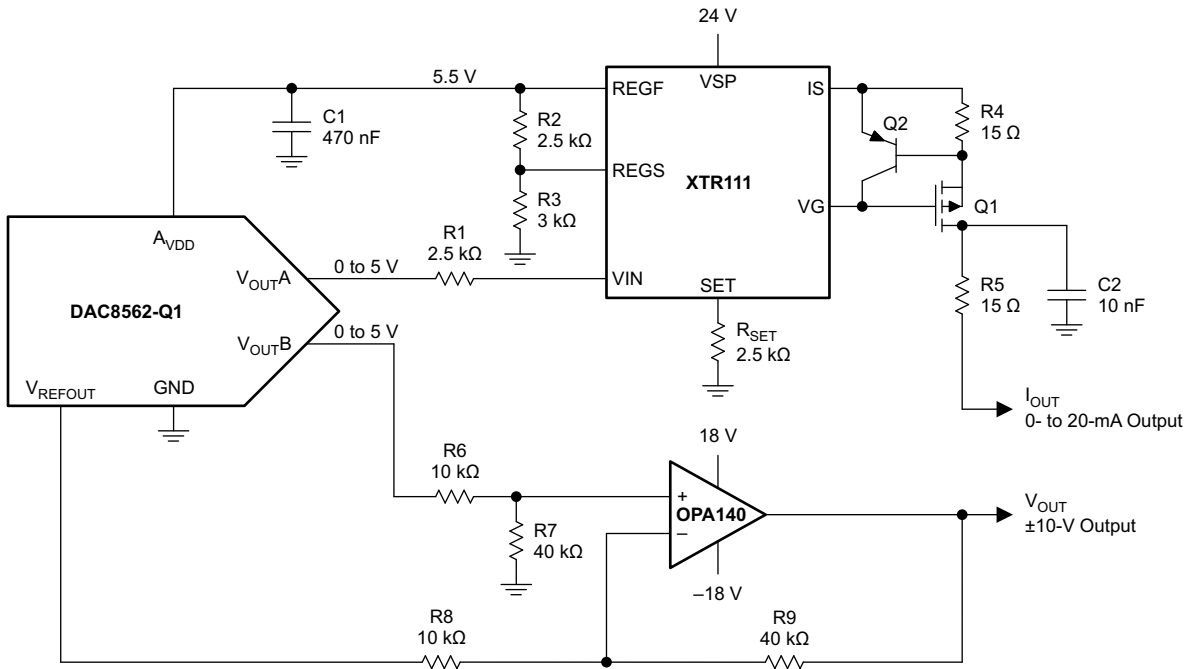 24 V
5.5 V
REGF
VSP
IS
C1
470 nF
R2
2.5 kΩ
Q2
R4
15 Ω
REGS
XTR111
R3
3 kΩ
VG
Q1
A_VDD
R1
2.5 kΩ
V_OUTA
0 to 5 V
VIN
SET
R5
15 Ω
C2
10 nF
DAC8562-Q1
V_OUTB
0 to 5 V
R_SET
2.5 kΩ
V_REFOUT
GND
I_OUT
0- to 20-mA Output
18 V
R6
10 kΩ
+
OPA140
–
V_OUT
±10-V Output
R7
40 kΩ
–18 V
R8
10 kΩ
R9
40 kΩ